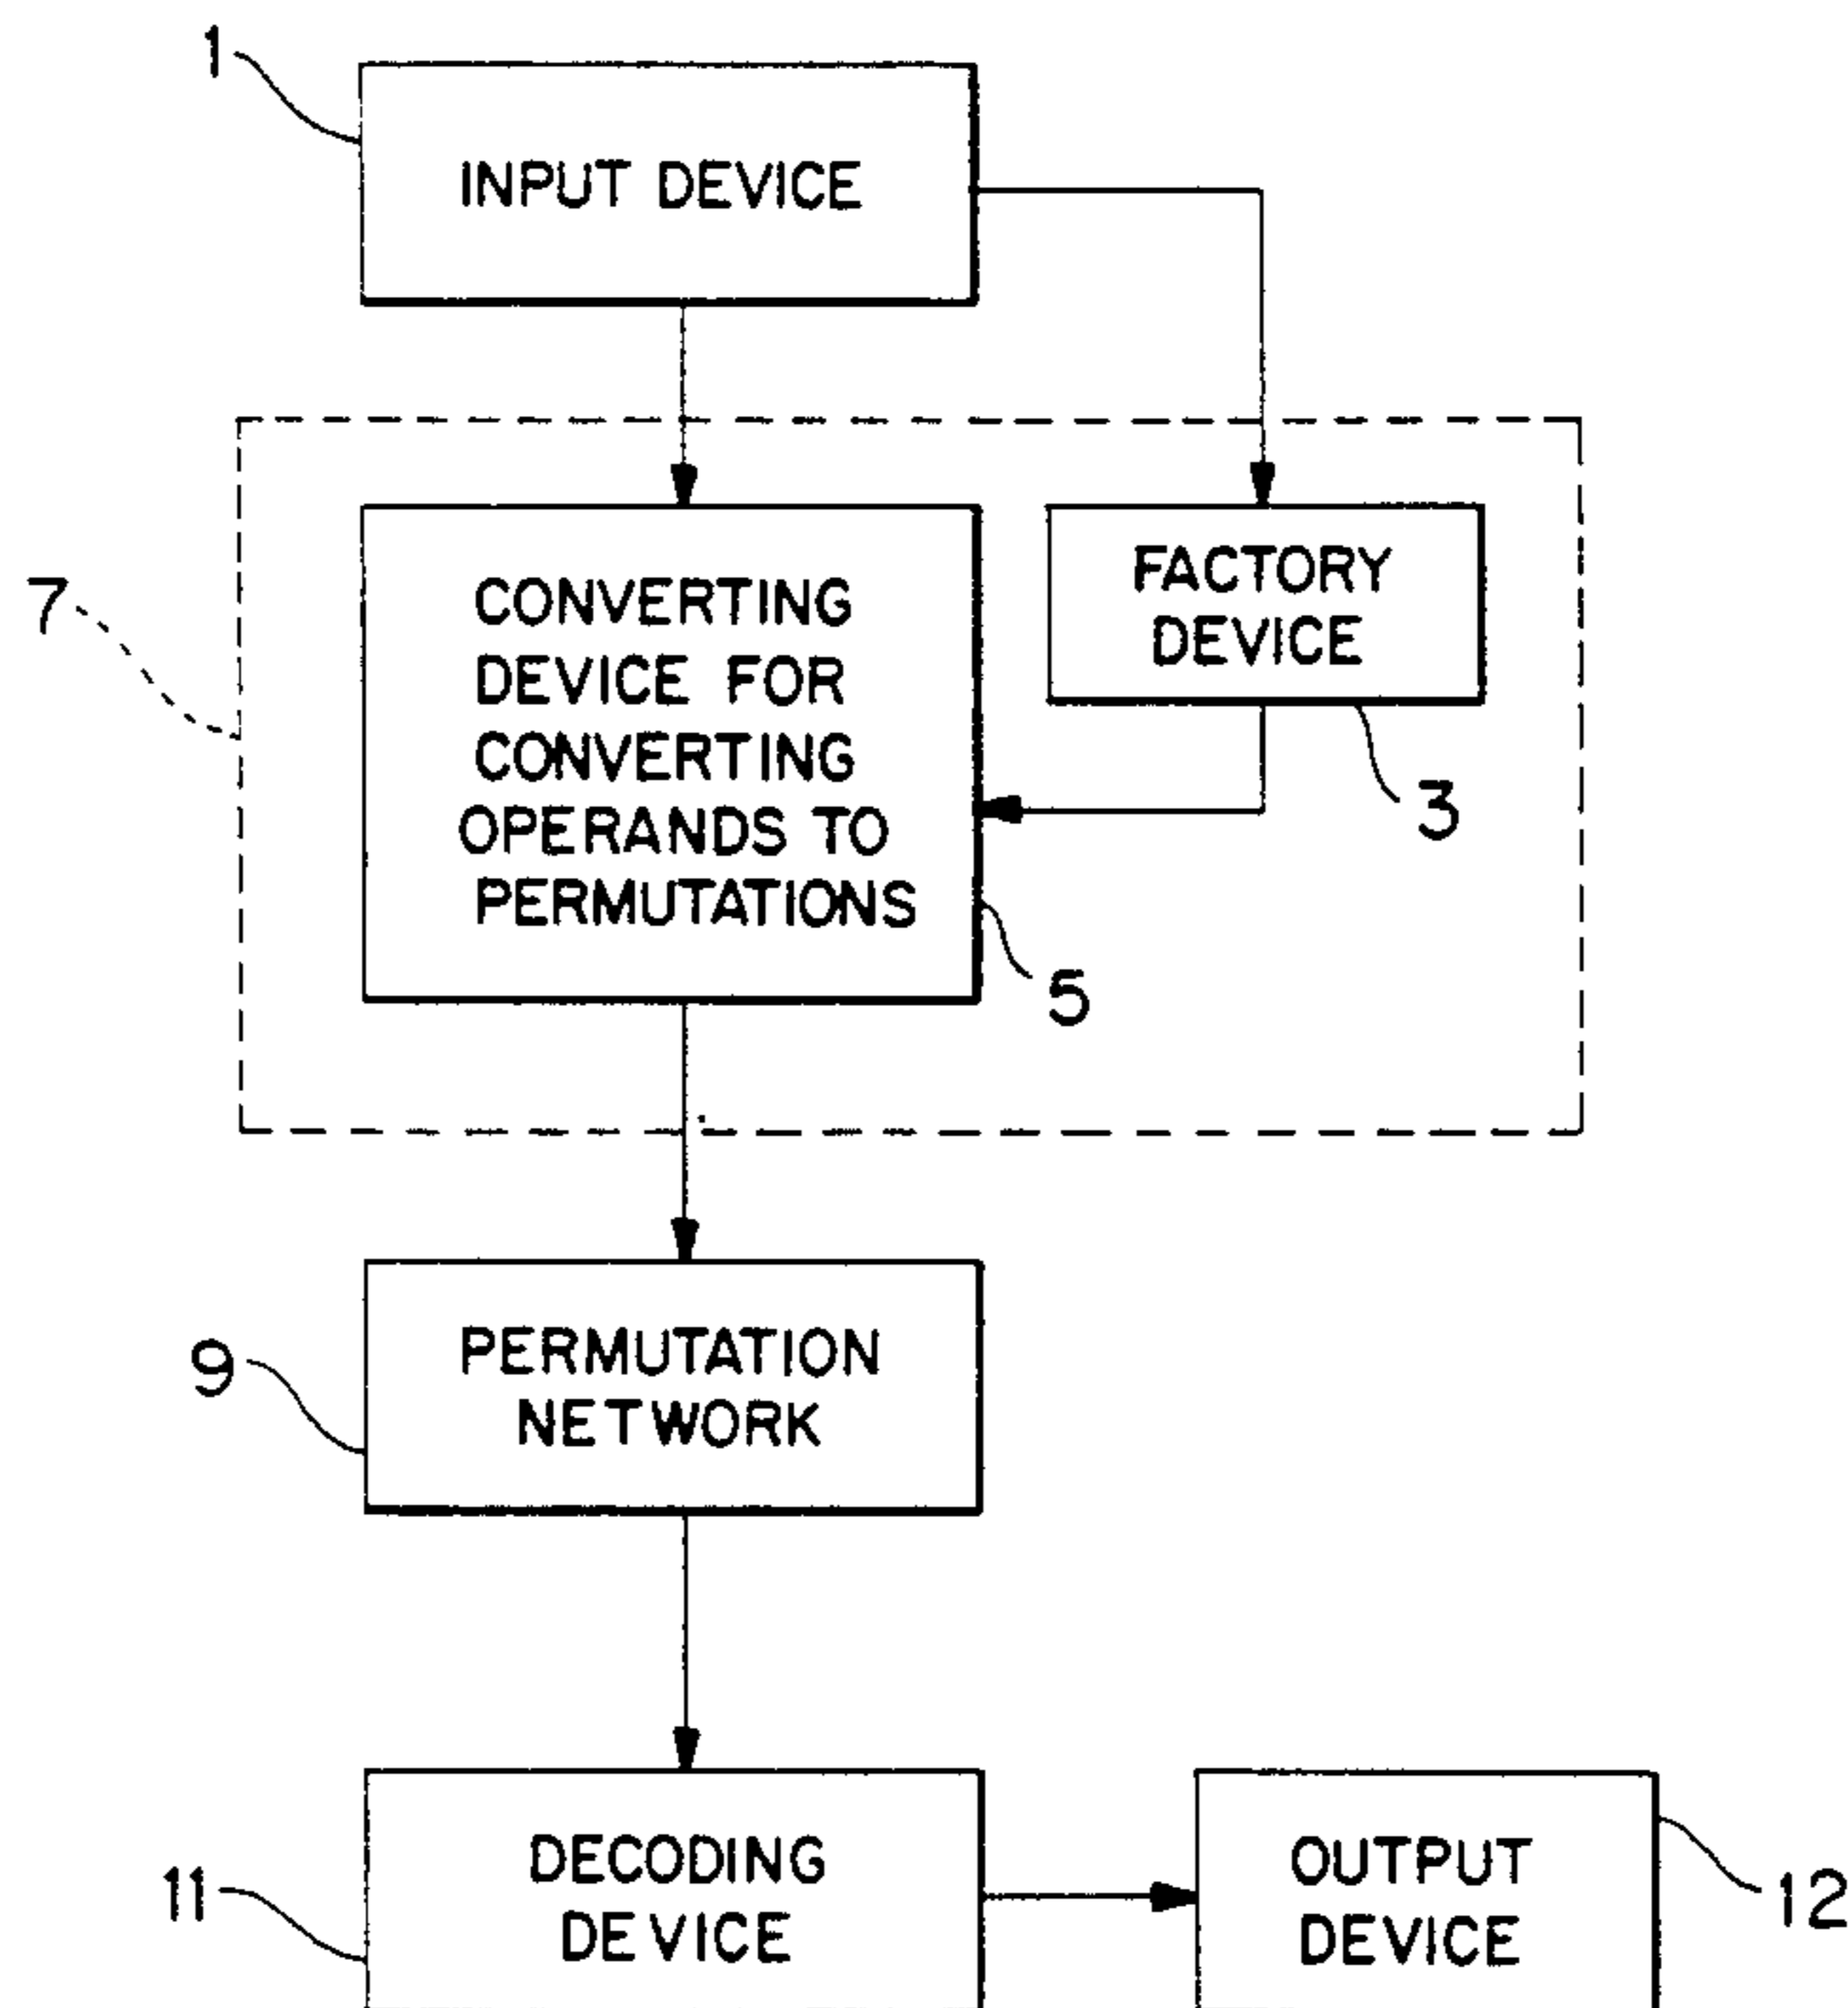 1
INPUT DEVICE
7
CONVERTING
DEVICE FOR
CONVERTING
OPERANDS TO
PERMUTATIONS
5
FACTORY
DEVICE
3
9
PERMUTATION
NETWORK
11
DECODING
DEVICE
OUTPUT
DEVICE
12